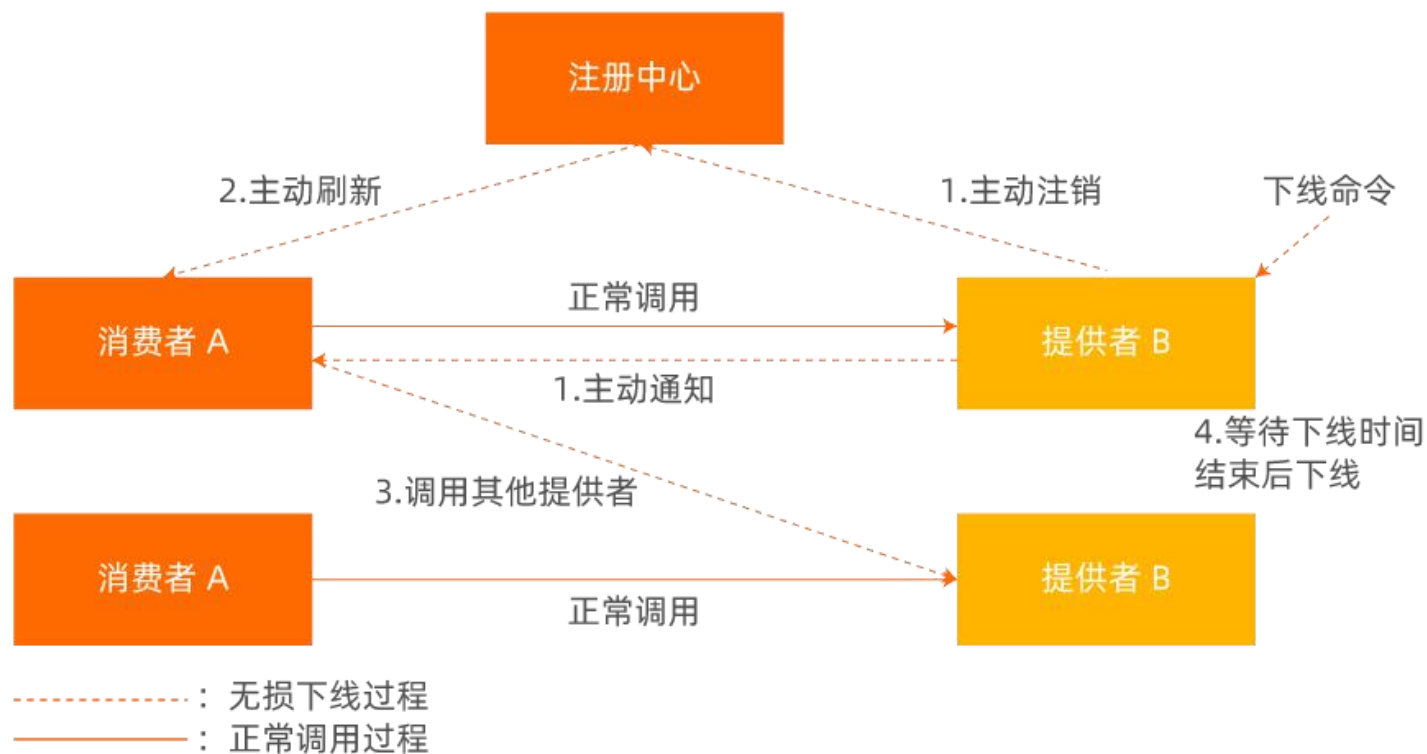 注册中心
2.主动刷新
1.主动注销
下线命令
正常调用
消费者 A
提供者 B
1.主动通知
4.等待下线时间
结束后下线
3.调用其他提供者
消费者 A
提供者 B
正常调用
：无损下线过程
：正常调用过程